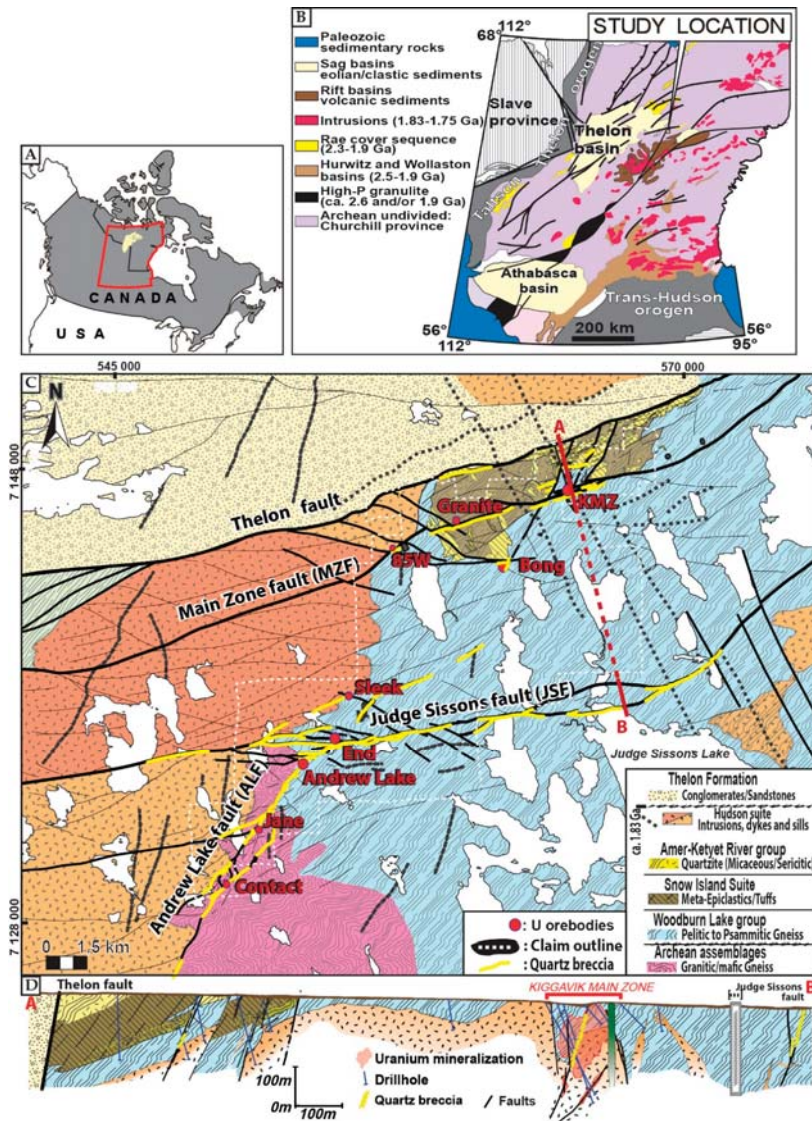 B
STUDY LOCATION
112°
68°
Paleozoic
sedimentary rocks
Sag basins
eolian/clastic sediments
Rift basins
volcanic sediments
Intrusions (1.83-1.75 Ga)
Rae cover sequence
(2.3-1.9 Ga)
Hurwitz and Wollaston
basins (2.5-1.9 Ga)
High-P granulite
(ca. 2.6 and/or 1.9 Ga)
Archean undivided:
Churchill province
Slave
province
Thelon
orogen
Taltson
Thelon
basin
Athabasca
basin
Trans-Hudson
orogen
200 km
56°
112°
56°
95°
A
CANADA
USA
C
545 000
570 000
N
7 148 000
7 128 000
A
Thelon fault
Granite
KMZ
85W
Bong
Main Zone fault (MZF)
Sleek
Judge Sissons fault (JSF)
B
End
Andrew Lake
Judge Sissons Lake
Andrew Lake fault (ALF)
Jane
Contact
0 1.5 km
: U orebodies
: Claim outline
: Quartz breccia
Thelon Formation
Conglomerates/Sandstones
ca. 1.83 Ga
Hudson suite
Intrusions, dykes and sills
Amer-Ketyet River group
Quartzite (Micaceous/Sericitic)
Snow Island Suite
Meta-Epiclastics/Tuffs
Woodburn Lake group
Pelitic to Psammitic Gneiss
Archean assemblages
Granitic/mafic Gneiss
D
Thelon fault
A
KIGGAVIK MAIN ZONE
Judge Sissons
fault
B
Uranium mineralization
Drillhole
Quartz breccia
Faults
100m
0m
100m